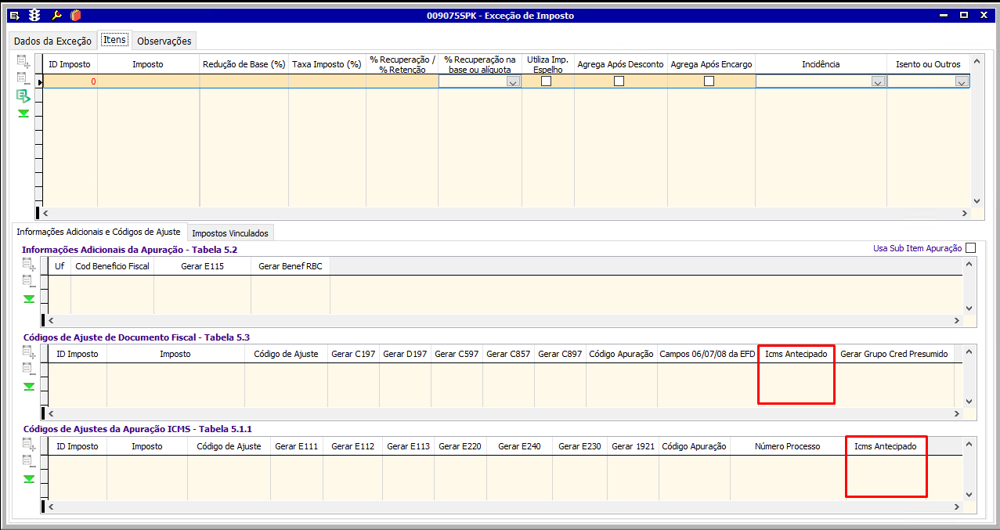 009075SPK - Exceção de Imposto
Dados da Exceção Itens Observações
ID Imposto Imposto Redução de Base (%) Taxa Imposto (%) % Recuperação / % Retenção % Recuperação na base ou alíquota Utiliza Imp. Espelho Agrega Após Desconto Agrega Após Encargo Incidência Isento ou Outros
0
Informações Adicionais e Códigos de Ajuste Impostos Vinculados
Informações Adicionais da Apuração - Tabela 5.2 Usa Sub Item Apuração
Uf Cod Beneficio Fiscal Gerar E115 Gerar Benef RBC
Códigos de Ajuste de Documento Fiscal - Tabela 5.3
ID Imposto Imposto Código de Ajuste Gerar C197 Gerar D197 Gerar C597 Gerar C857 Gerar C897 Código Apuração Campos 06/07/08 da EFD Icms Antecipado Gerar Grupo Cred Presumido
Códigos de Ajustes da Apuração ICMS - Tabela 5.1.1
ID Imposto Imposto Código de Ajuste Gerar E111 Gerar E112 Gerar E113 Gerar E220 Gerar E240 Gerar E230 Gerar 1921 Código Apuração Número Processo Icms Antecipado